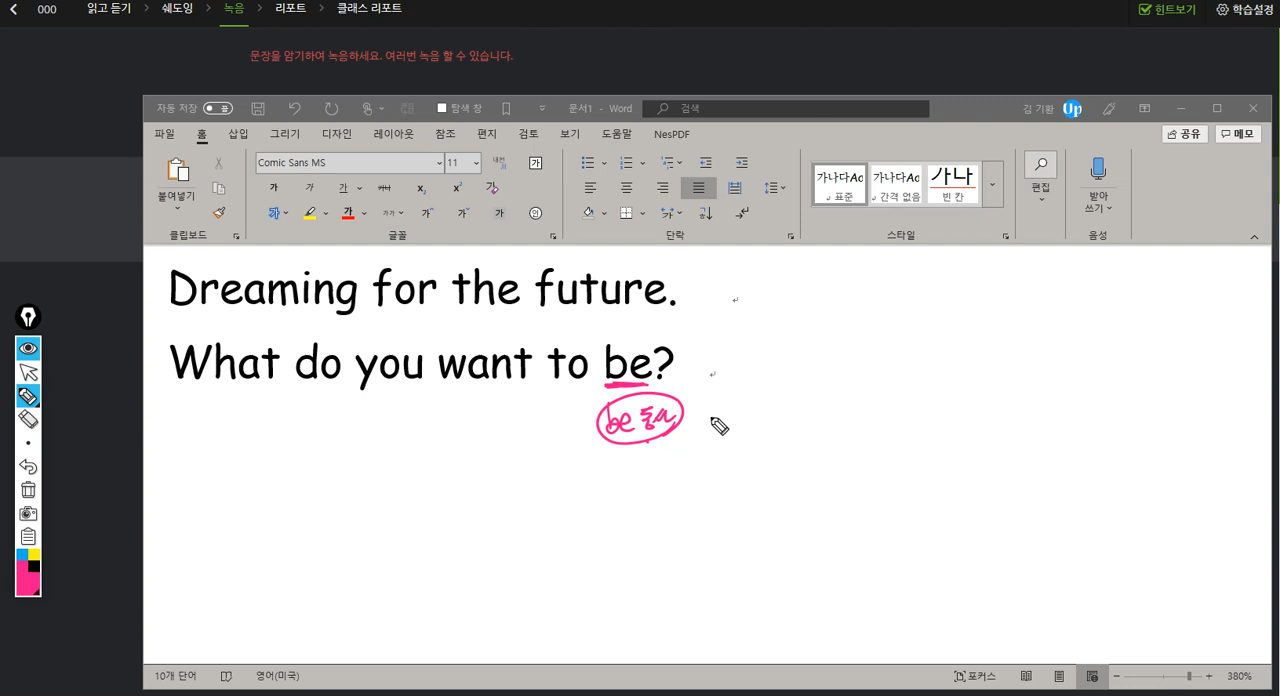 000 읽고 듣기 쉐도잉 녹음 리포트 클래스 리포트 힌트보기 학습설정
문장을 암기하여 녹음하세요. 여러번 녹음 할 수 있습니다.
자동 저장 끔 탐색 창 문서1 - Word 검색 김 기환 Up
파일 홈 삽입 그리기 디자인 레이아웃 참조 편지 검토 보기 도움말 NesPDF 공유 메모
붙여넣기 Comic Sans MS 11 가나다AaC 표준 가나다AaC 간격 없음 가나 빈 칸 편집 받아쓰기
클립보드 글꼴 단락 스타일 음성
Dreaming for the future.
What do you want to be?
be 동사
10개 단어 영어(미국) 포커스 380%